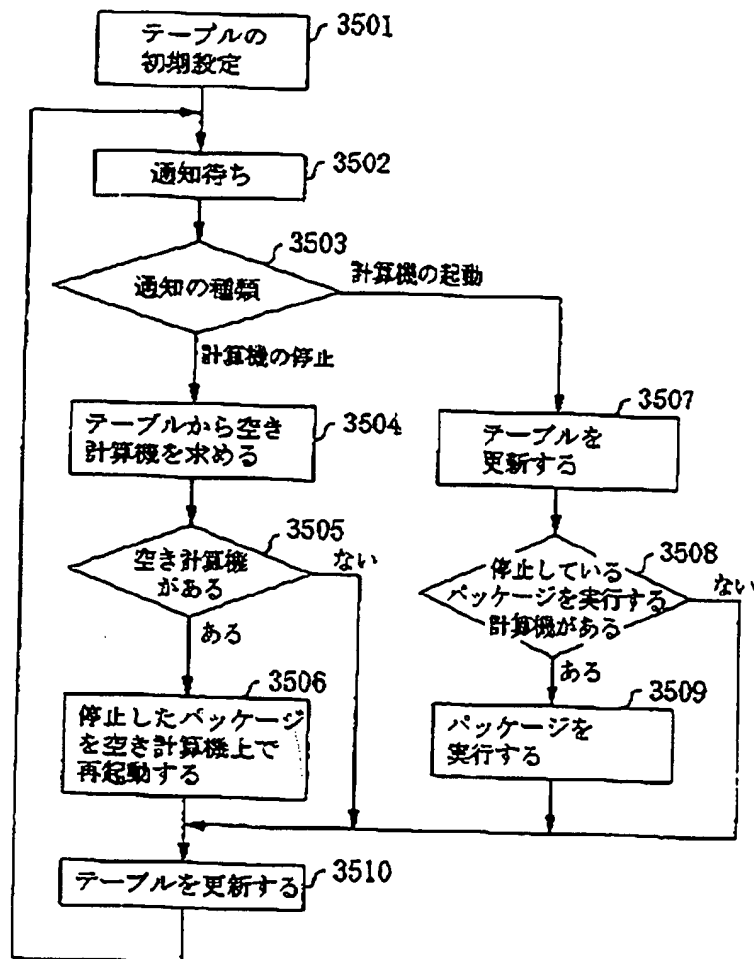 テーブルの
初期設定
3501
通知待ち
3502
通知の種類
3503
計算機の起動
計算機の停止
テーブルから空き
計算機を求める
3504
テーブルを
更新する
3507
空き計算機
がある
3505
ない
ある
停止している
パッケージを実行する
計算機がある
3508
ない
ある
停止したパッケージ
を空き計算機上で
再起動する
3506
パッケージを
実行する
3509
テーブルを更新する
3510